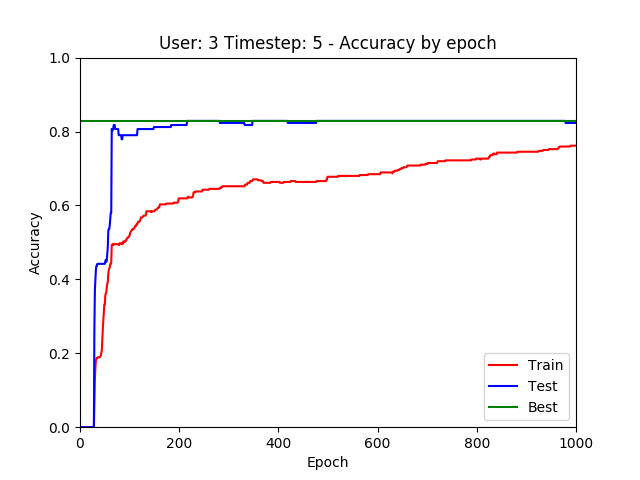 User: 3 Timestep: 5 - Accuracy by epoch
1.0
0.8
0.6
0.4
0.2
0.0
Accuracy
Train
Test
Best
0 200 400 600 800 1000
Epoch